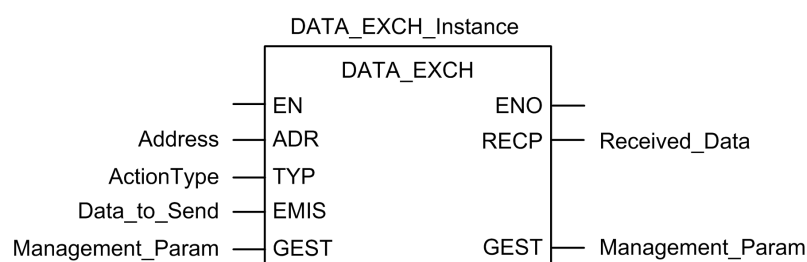 DATA_EXCH_Instance
DATA_EXCH
EN ENO
Address ADR RECP Received_Data
ActionType TYP
Data_to_Send EMIS
Management_Param GEST GEST Management_Param